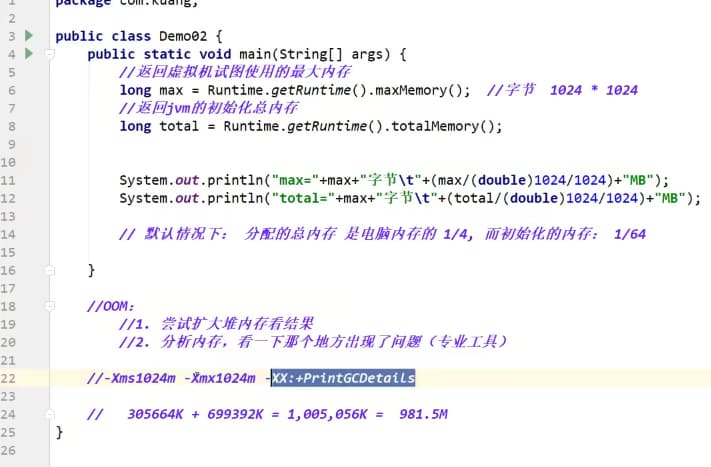 1 package com.kuang;
2
3 public class Demo02 {
4 public static void main(String[] args) {
5 //返回虚拟机试图使用的最大内存
6 long max = Runtime.getRuntime().maxMemory(); //字节 1024 * 1024
7 //返回jvm的初始化总内存
8 long total = Runtime.getRuntime().totalMemory();
9
10
11 System.out.println("max="+max+"字节\t"+(max/(double)1024/1024)+"MB");
12 System.out.println("total="+max+"字节\t"+(total/(double)1024/1024)+"MB");
13
14 // 默认情况下: 分配的总内存 是电脑内存的 1/4, 而初始化的内存: 1/64
15
16 }
17
18 //OOM:
19 //1. 尝试扩大堆内存看结果
20 //2. 分析内存, 看一下那个地方出现了问题(专业工具)
21
22 //-Xms1024m -Xmx1024m -XX:+PrintGCDetails
23
24 // 305664K + 699392K = 1,005,056K = 981.5M
25 }
26